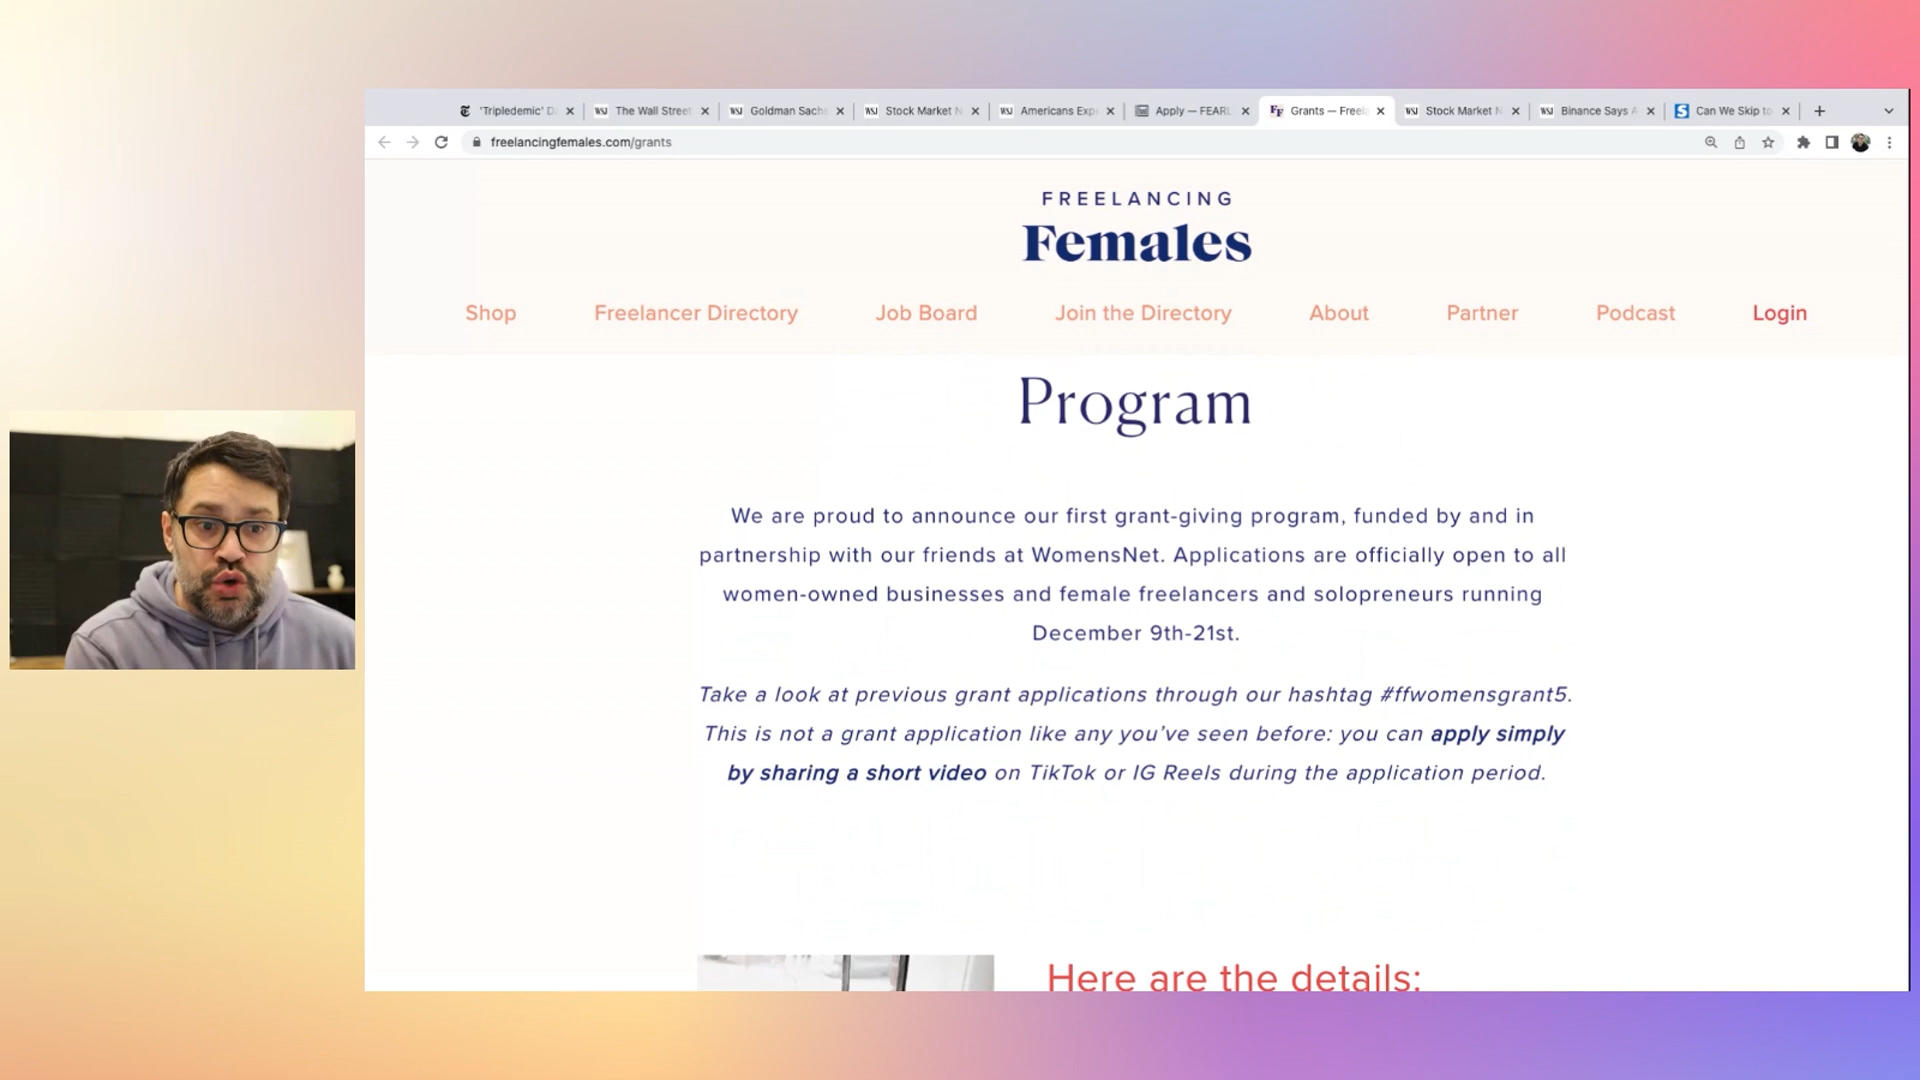 'Tripledemic' D
The Wall Street
Goldman Sachs
Stock Market N
Americans Exp
Apply — FEARL
Grants — Freela
Stock Market N
Binance Says A
Can We Skip to
freelancingfemales.com/grants
FREELANCING
Females
Shop Freelancer Directory Job Board Join the Directory About Partner Podcast Login
Program
We are proud to announce our first grant-giving program, funded by and in
partnership with our friends at WomensNet. Applications are officially open to all
women-owned businesses and female freelancers and solopreneurs running
December 9th-21st.
Take a look at previous grant applications through our hashtag #ffwomensgrant5.
This is not a grant application like any you've seen before: you can apply simply
by sharing a short video on TikTok or IG Reels during the application period.
Here are the details: